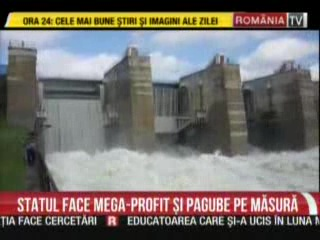 ORA 24: CELE MAI BUNE ŞTIRI ŞI IMAGINI ALE ZILEI
ROMÂNIA TV
STATUL FACE MEGA-PROFIT ŞI PAGUBE PE MĂSURĂ
ȚIA FACE CERCETĂRI R EDUCATOAREA CARE ŞI-A UCIS ÎN LUNA M